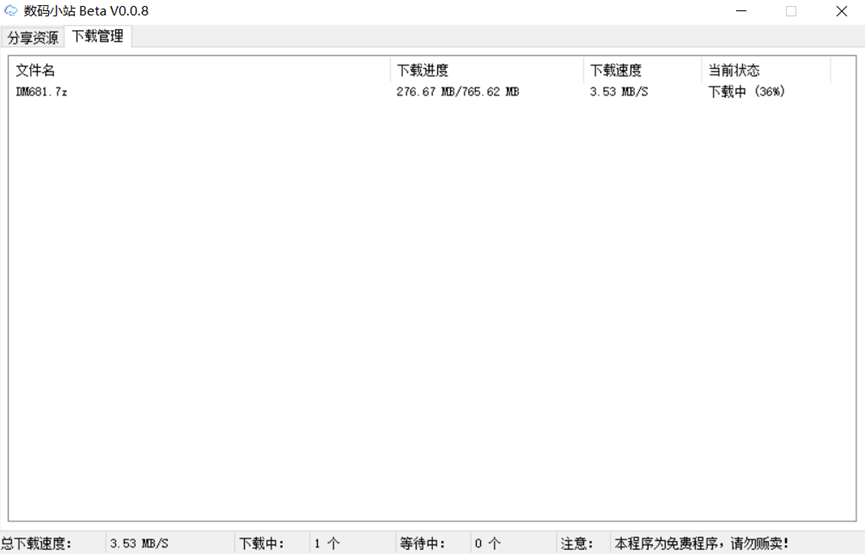 数码小站 Beta V0.0.8
分享资源 下载管理
文件名 下载进度 下载速度 当前状态
DM681.7z 276.67 MB/765.62 MB 3.53 MB/S 下载中 (36%)
总下载速度: 3.53 MB/S 下载中: 1 个 等待中: 0 个 注意: 本程序为免费程序，请勿贩卖!